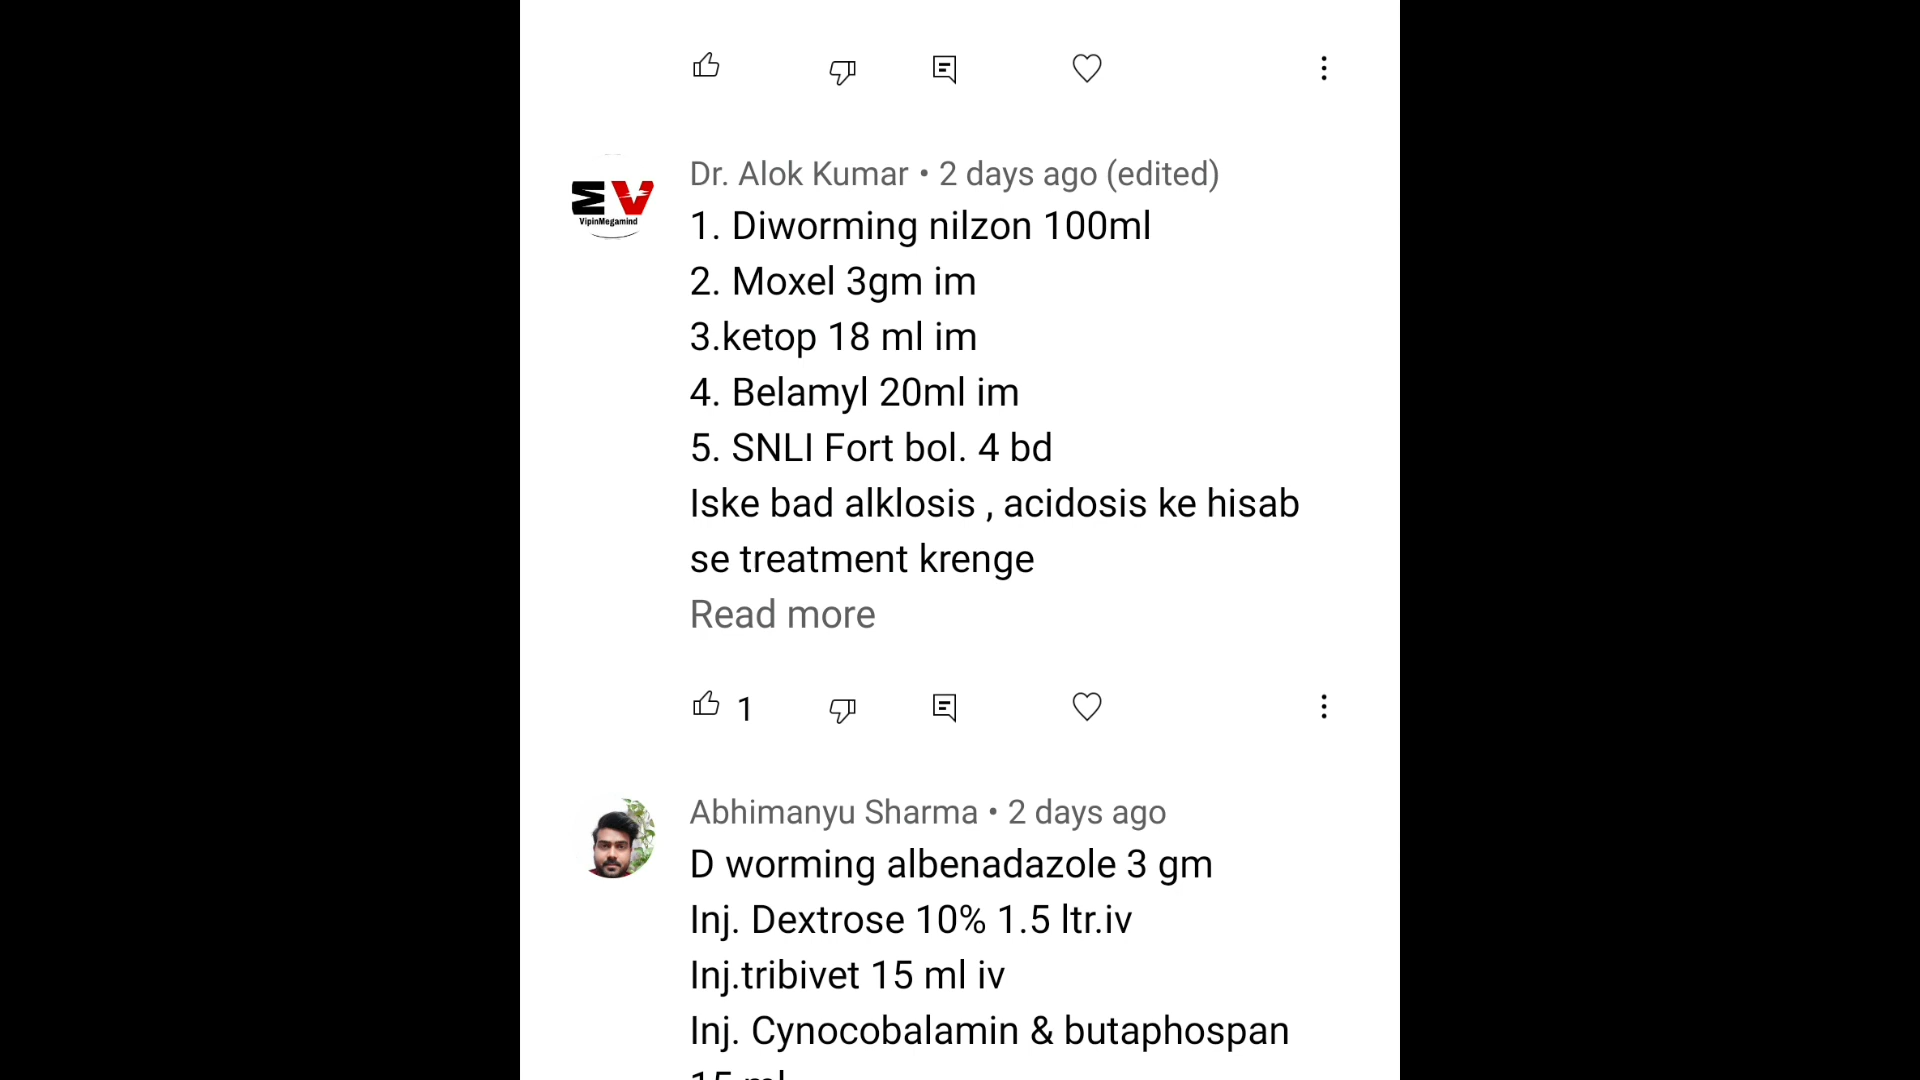 Dr. Alok Kumar • 2 days ago (edited)
VipinMegamind
1. Diworming nilzon 100ml
2. Moxel 3gm im
3.ketop 18 ml im
4. Belamyl 20ml im
5. SNLI Fort bol. 4 bd
Iske bad alklosis , acidosis ke hisab
se treatment krenge
Read more
1
Abhimanyu Sharma • 2 days ago
D worming albenadazole 3 gm
Inj. Dextrose 10% 1.5 ltr.iv
Inj.tribivet 15 ml iv
Inj. Cynocobalamin & butaphospan